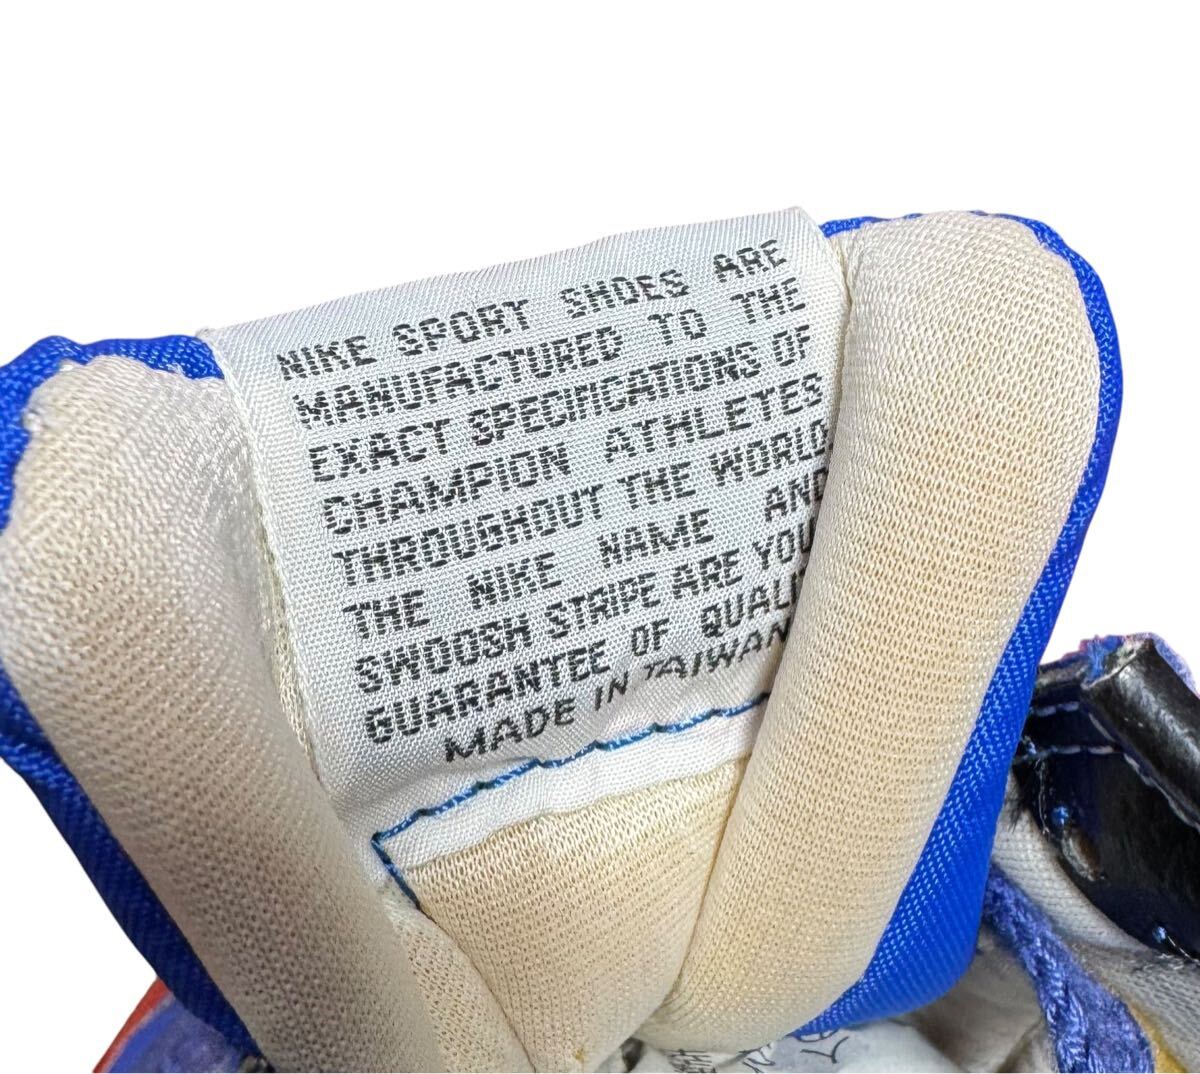 NIKE SPORT SHOES ARE
MANUFACTURED TO THE
EXACT SPECIFICATIONS OF
CHAMPION ATHLETES
THROUGHOUT THE WORLD.
THE NIKE NAME AND
SWOOSH STRIPE ARE YOU
GUARANTEE OF QUALI
MADE IN TAIWAN